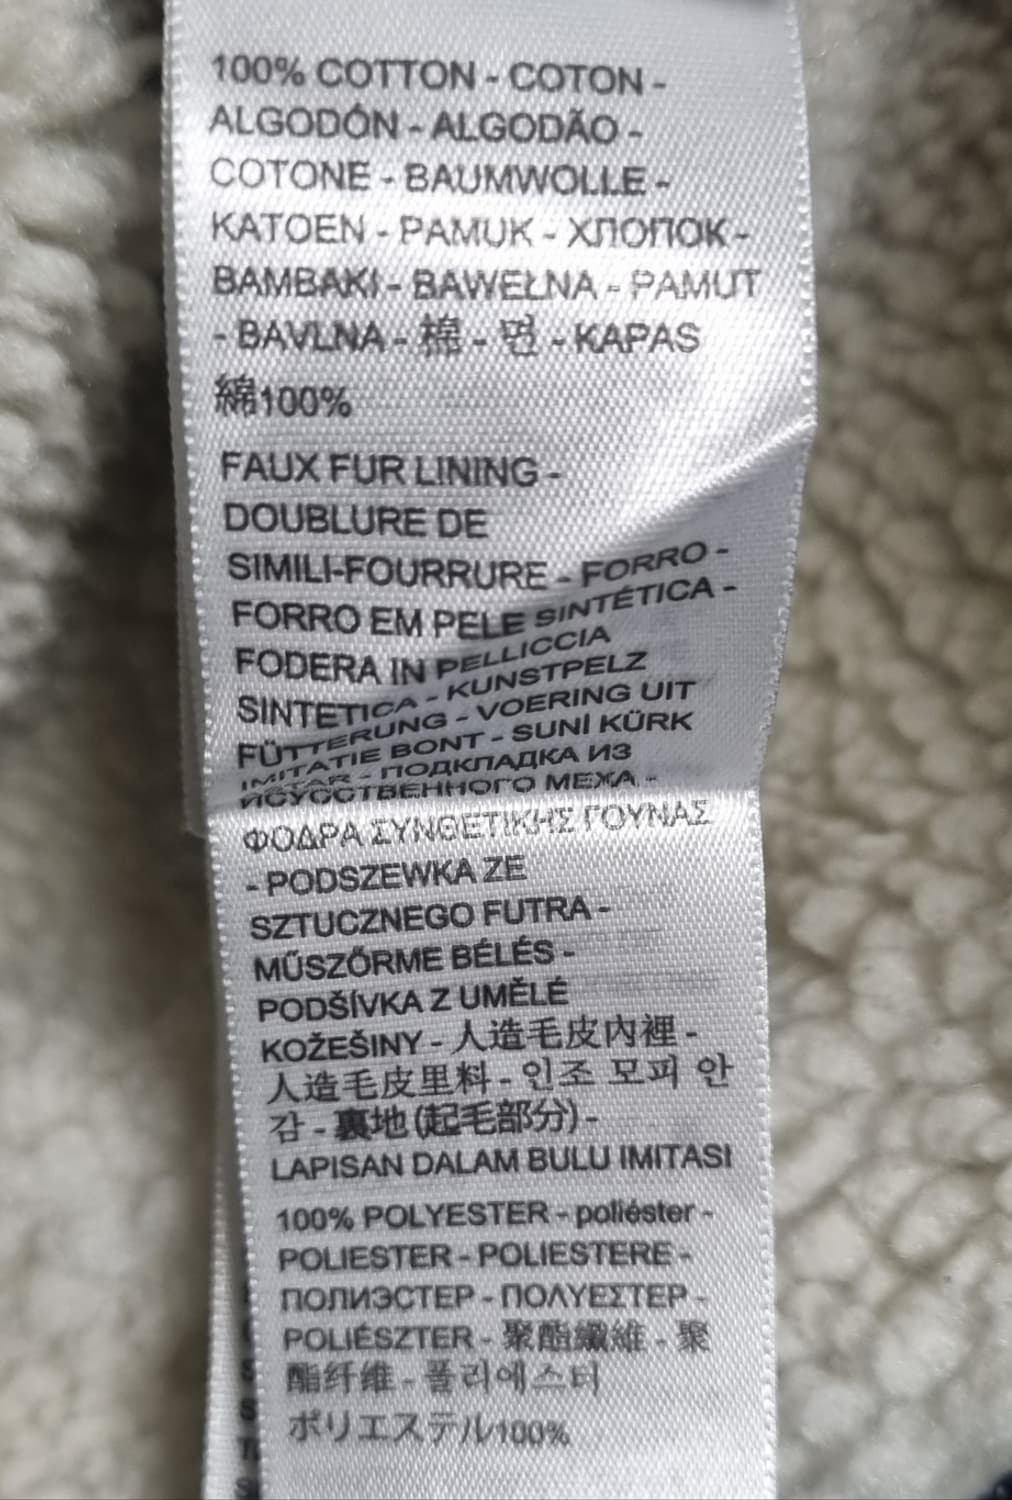 100% COTTON - COTON -
ALGODÓN - ALGODÃO -
COTONE - BAUMWOLLE -
KATOEN - PAMUK - ХЛОПОК -
BAMBAKI - BAWEŁNA - PAMUT
- BAVLNA - 棉 - 면 - KAPAS
綿100%
FAUX FUR LINING -
DOUBLURE DE
SIMILI-FOURRURE - FORRO -
FORRO EM PELE SINTÉTICA -
FODERA IN PELLICCIA
SINTETICA - KUNSTPELZ
FÜTTERUNG - VOERING UIT
IMITATIE BONT - SUNİ KÜRK
- ПОДКЛАДКА ИЗ
МЕХА -
ΦΟΔΡΑ ΣΥΝΘΕΤΙΚΗΣ ΓΟΥΝΑΣ
- PODSZEWKA ZE
SZTUCZNEGO FUTRA -
MŰSZŐRME BÉLÉS -
PODŠÍVKA Z UMĚLÉ
KOŽEŠINY - 人造毛皮內裡 -
人造毛皮里料 - 인조 모피 안
감 - 裏地 (起毛部分) -
LAPISAN DALAM BULU IMITASI
100% POLYESTER - poliéster -
POLIESTER - POLIESTERE -
ПОЛИЭСТЕР - ΠΟΛΥΕΣΤΕΡ -
POLIÉSZTER - 聚酯纖維 - 聚
酯纤维 - 폴리에스터
ポリエステル100%